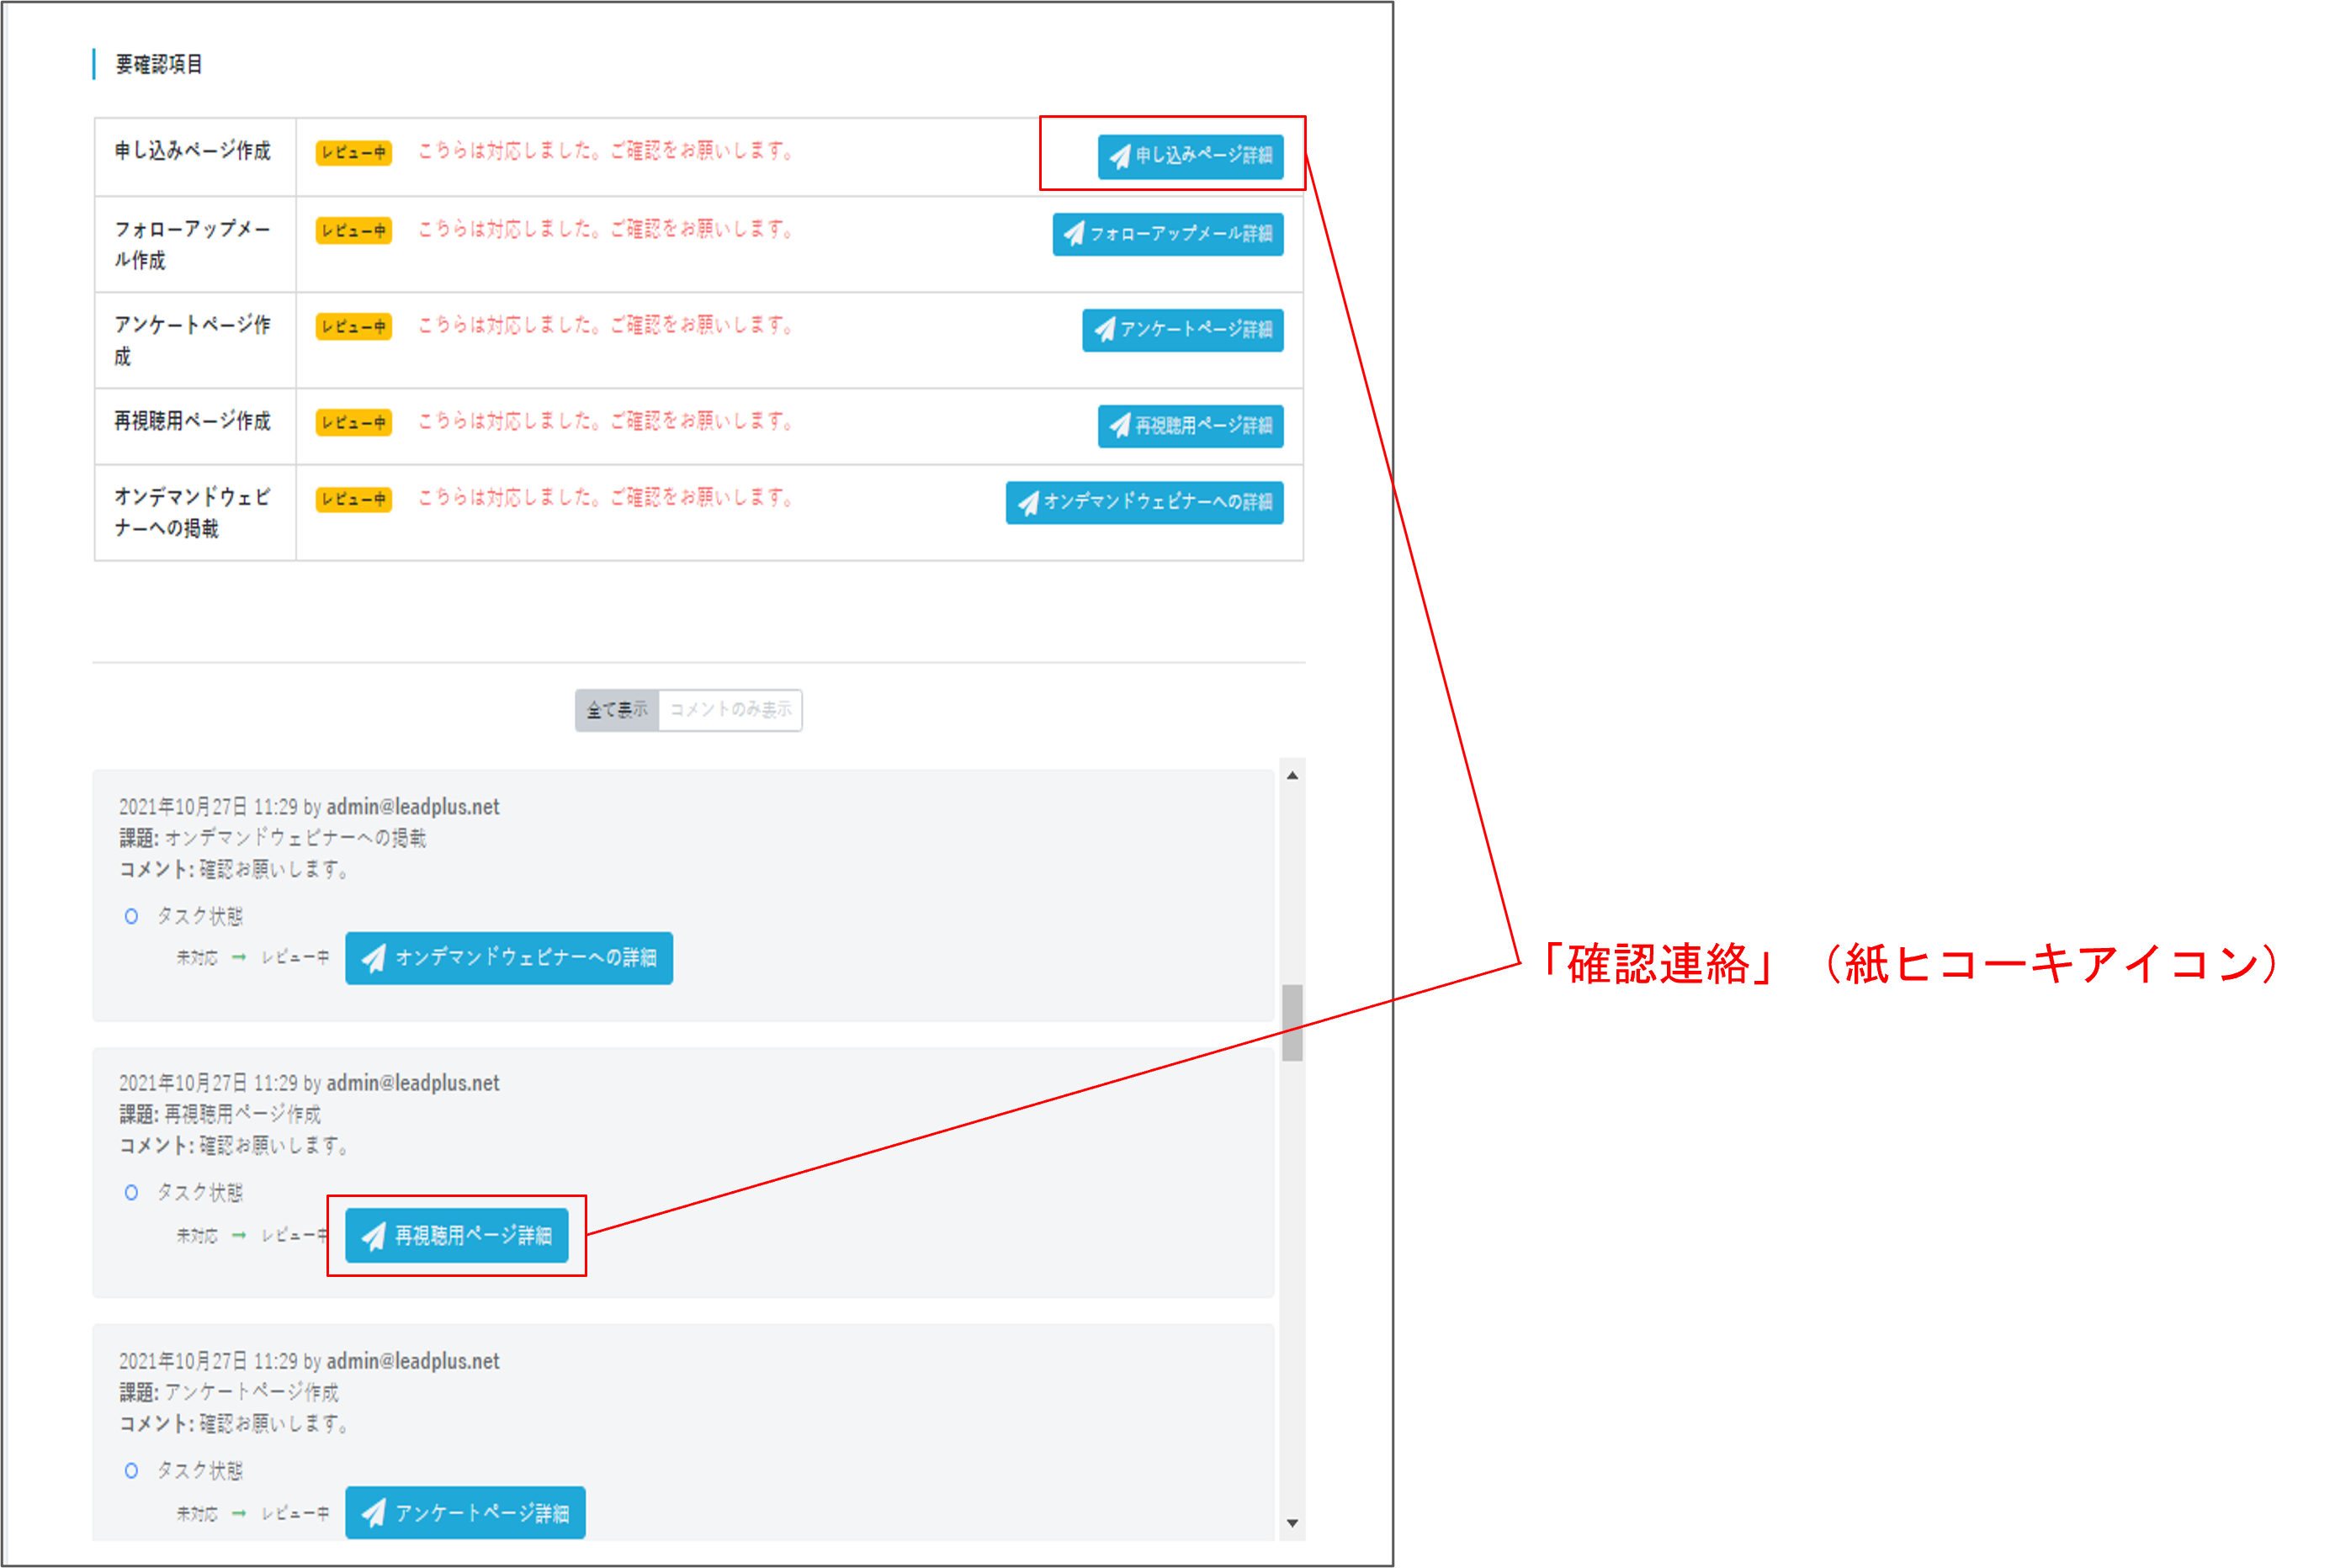 要確認項目
申し込みページ作成 レビュー中 こちらは対応しました。ご確認をお願いします。 申し込みページ詳細
フォローアップメー レビュー中 こちらは対応しました。ご確認をお願いします。 フォローアップメール詳細
ル作成
アンケートページ作 レビュー中 こちらは対応しました。ご確認をお願いします。 アンケートページ詳細
成
再視聴用ページ作成 レビュー中 こちらは対応しました。ご確認をお願いします。 再視聴用ページ詳細
オンデマンドウェビ レビュー中 こちらは対応しました。ご確認をお願いします。 オンデマンドウェビナーへの詳細
ナーへの掲載
全て表示 コメントのみ表示
2021年10月27日 11:29 by admin@leadplus.net
課題: オンデマンドウェビナーへの掲載
コメント: 確認お願いします。
タスク状態
未対応 → レビュー中 オンデマンドウェビナーへの詳細
「確認連絡」（紙ヒコーキアイコン）
2021年10月27日 11:29 by admin@leadplus.net
課題: 再視聴用ページ作成
コメント: 確認お願いします。
タスク状態
未対応 → レビュー中 再視聴用ページ詳細
2021年10月27日 11:29 by admin@leadplus.net
課題: アンケートページ作成
コメント: 確認お願いします。
タスク状態
未対応 → レビュー中 アンケートページ詳細